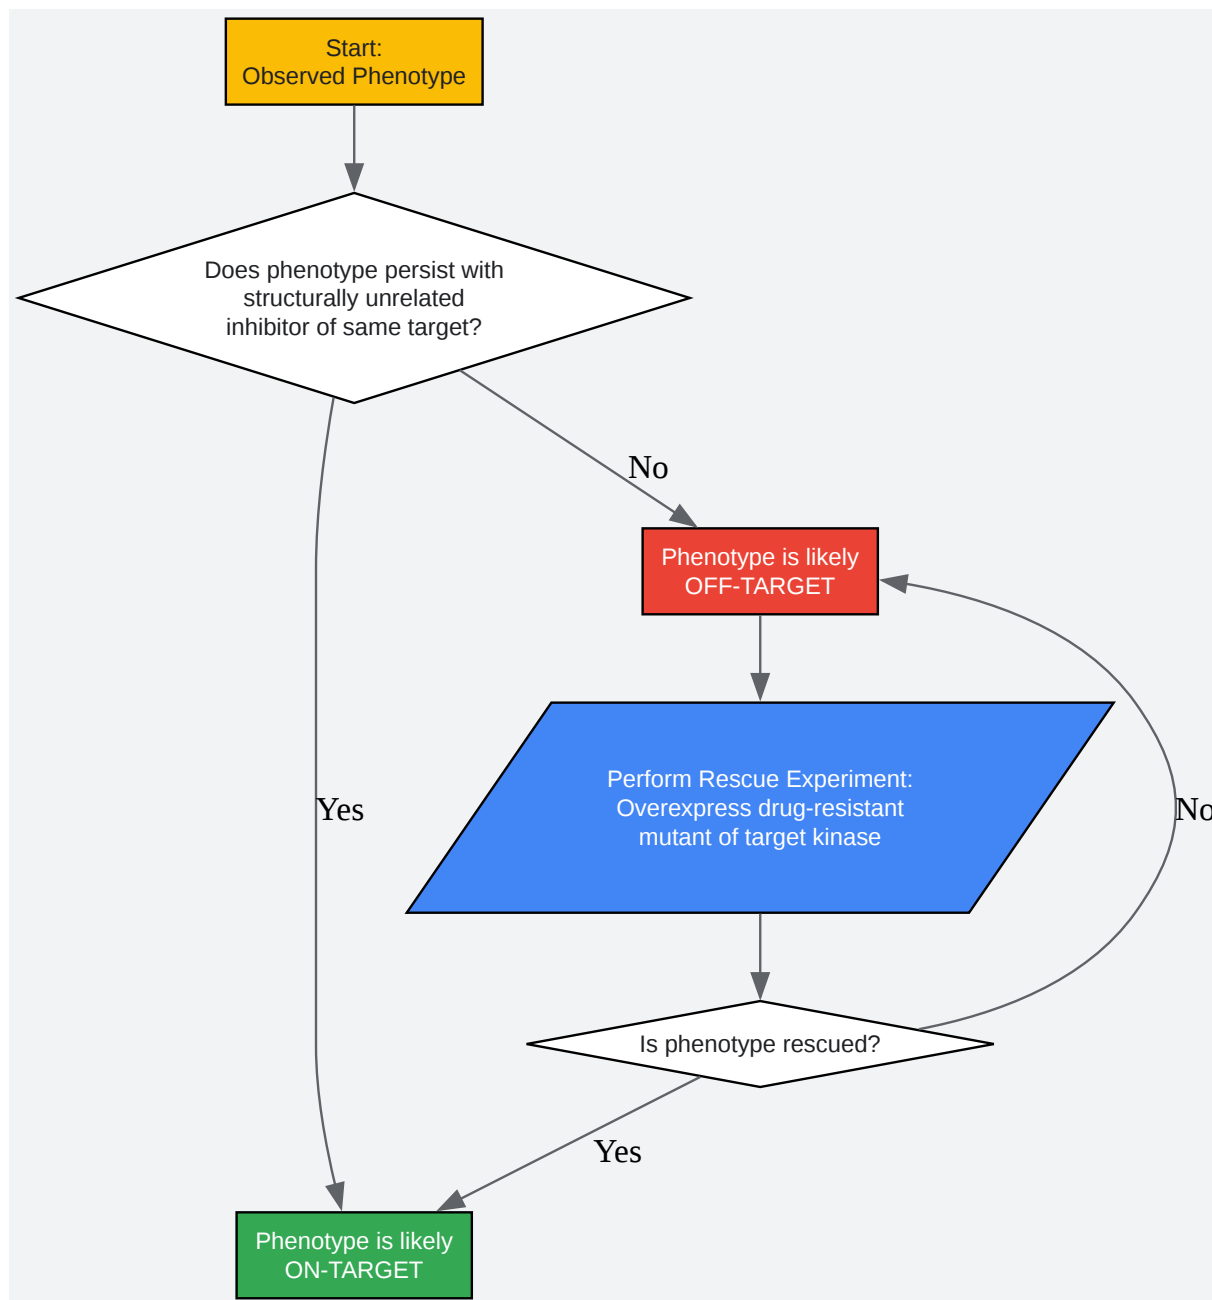 Start:
Observed Phenotype
Does phenotype persist with
structurally unrelated
inhibitor of same target?
No
Phenotype is likely
OFF-TARGET
Perform Rescue Experiment:
Overexpress drug-resistant
mutant of target kinase
Yes
No
Is phenotype rescued?
Yes
Phenotype is likely
ON-TARGET